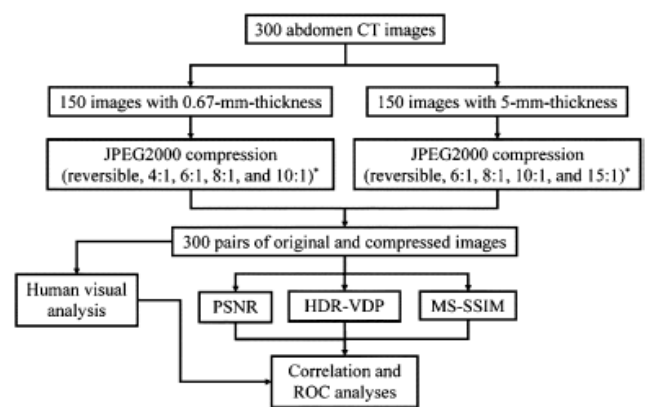 300 abdomen CT images
150 images with 0.67-mm-thickness
150 images with 5-mm-thickness
JPEG2000 compression
(reversible, 4:1, 6:1, 8:1, and 10:1)*
JPEG2000 compression
(reversible, 6:1, 8:1, 10:1, and 15:1)*
300 pairs of original and compressed images
Human visual
analysis
PSNR
HDR-VDP
MS-SSIM
Correlation and
ROC analyses